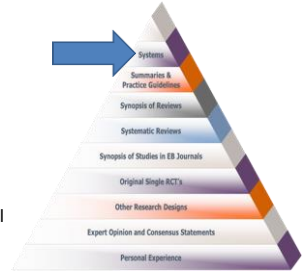 Systems
Summaries &
Practice Guidelines
Synopsis of Reviews
Systematic Reviews
Synopsis of Studies in EB Journals
Original Single RCT's
l
Other Research Designs
Expert Opinion and Consensus Statements
Personal Experience